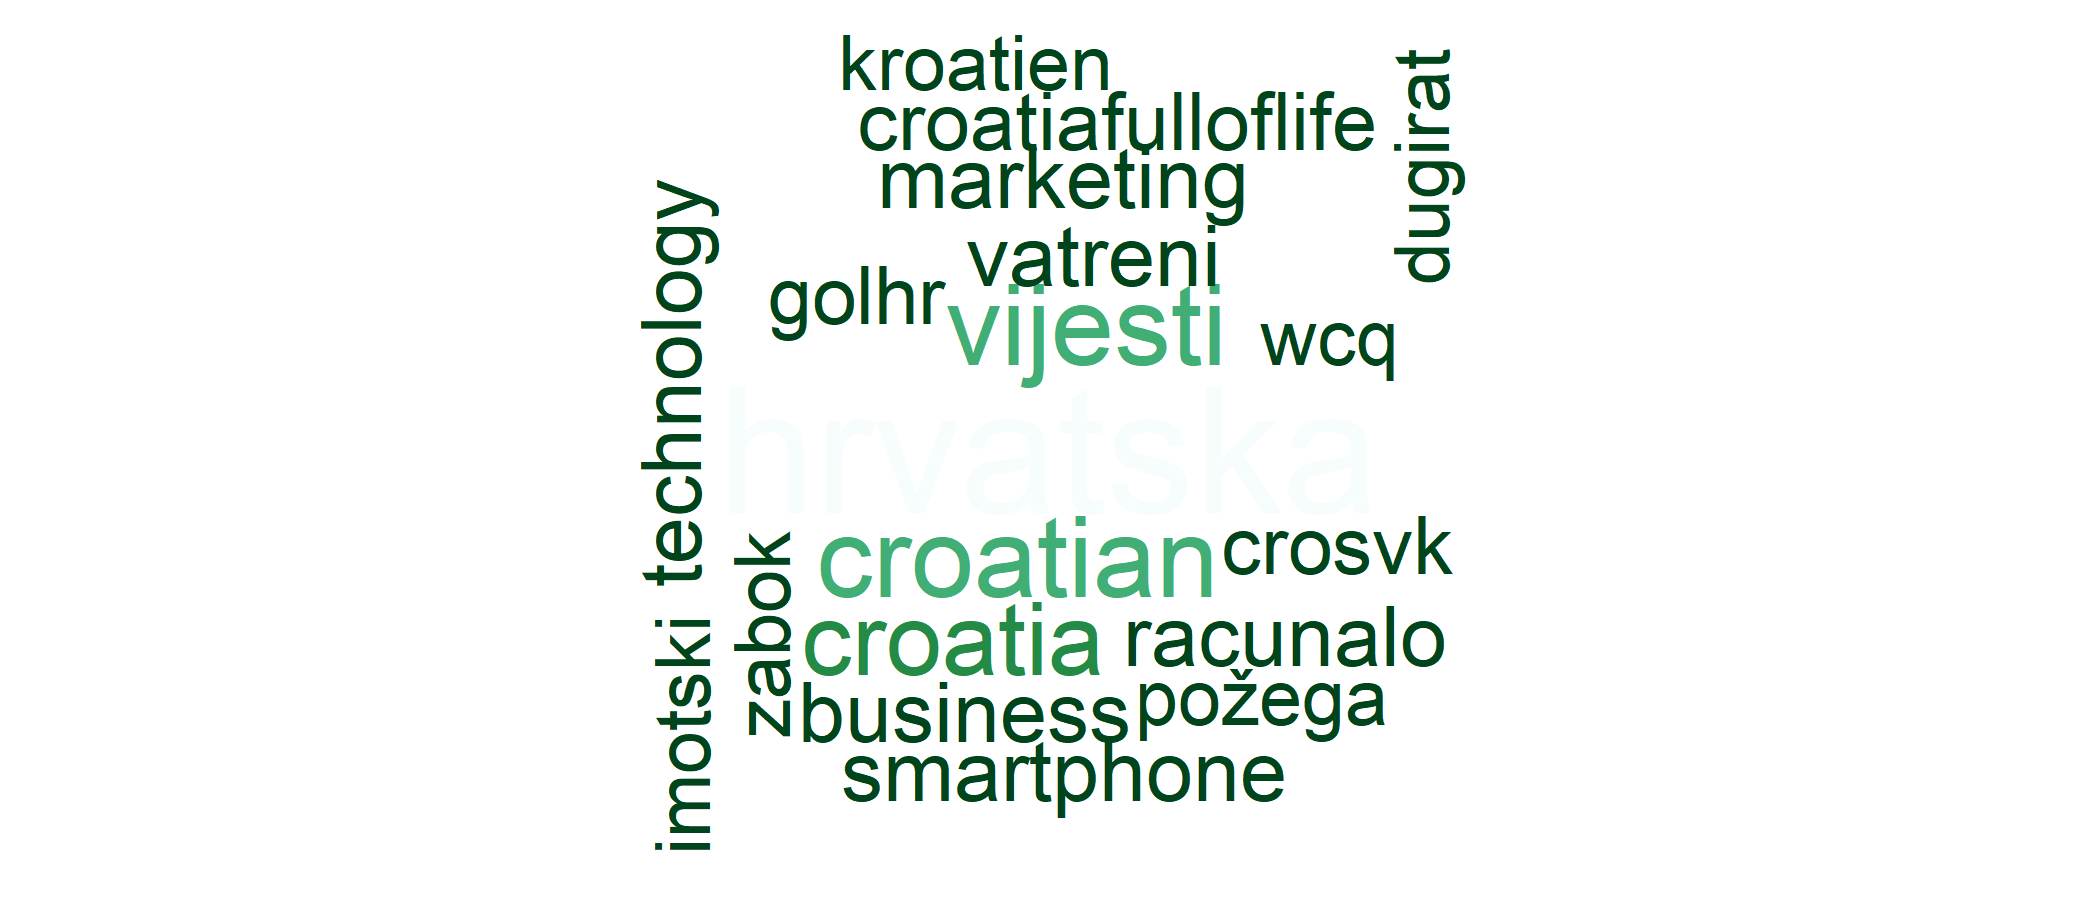 kroatien
croatiafulloflife
marketing
dugirat
vatreni
golhr
vijesti
wcq
technology
hrvatska
croatian
crosvk
zabok
croatia
racunalo
imotski
business
požega
smartphone